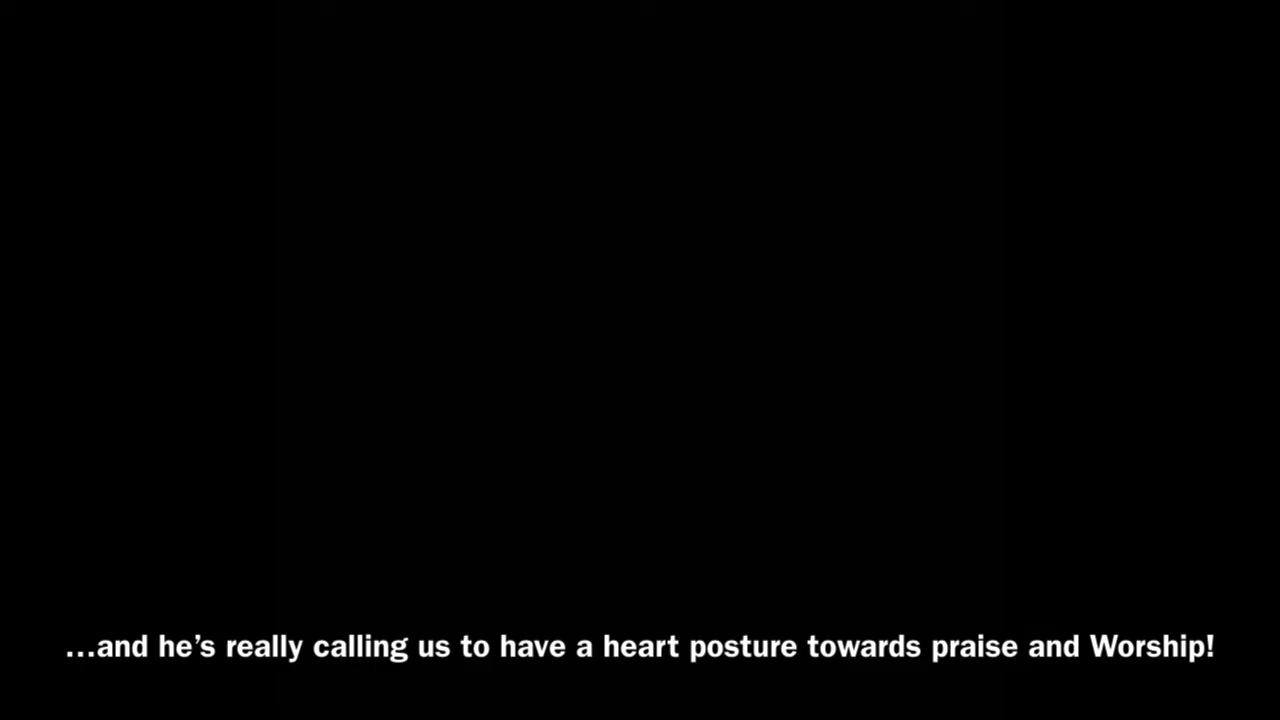 ...and he’s really calling us to have a heart posture towards praise and Worship!